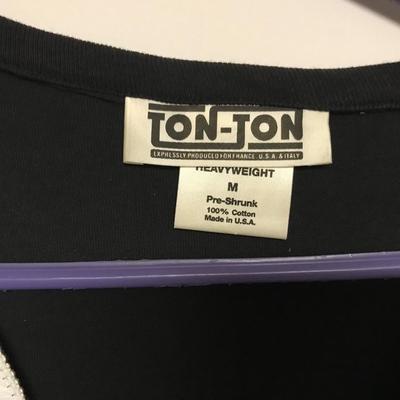 TON-TON
EXPRESSLY PRODUCED FOR FRANCE, U.S.A. & ITALY
HEAVYWEIGHT
M
Pre-Shrunk
100% Cotton
Made in U.S.A.